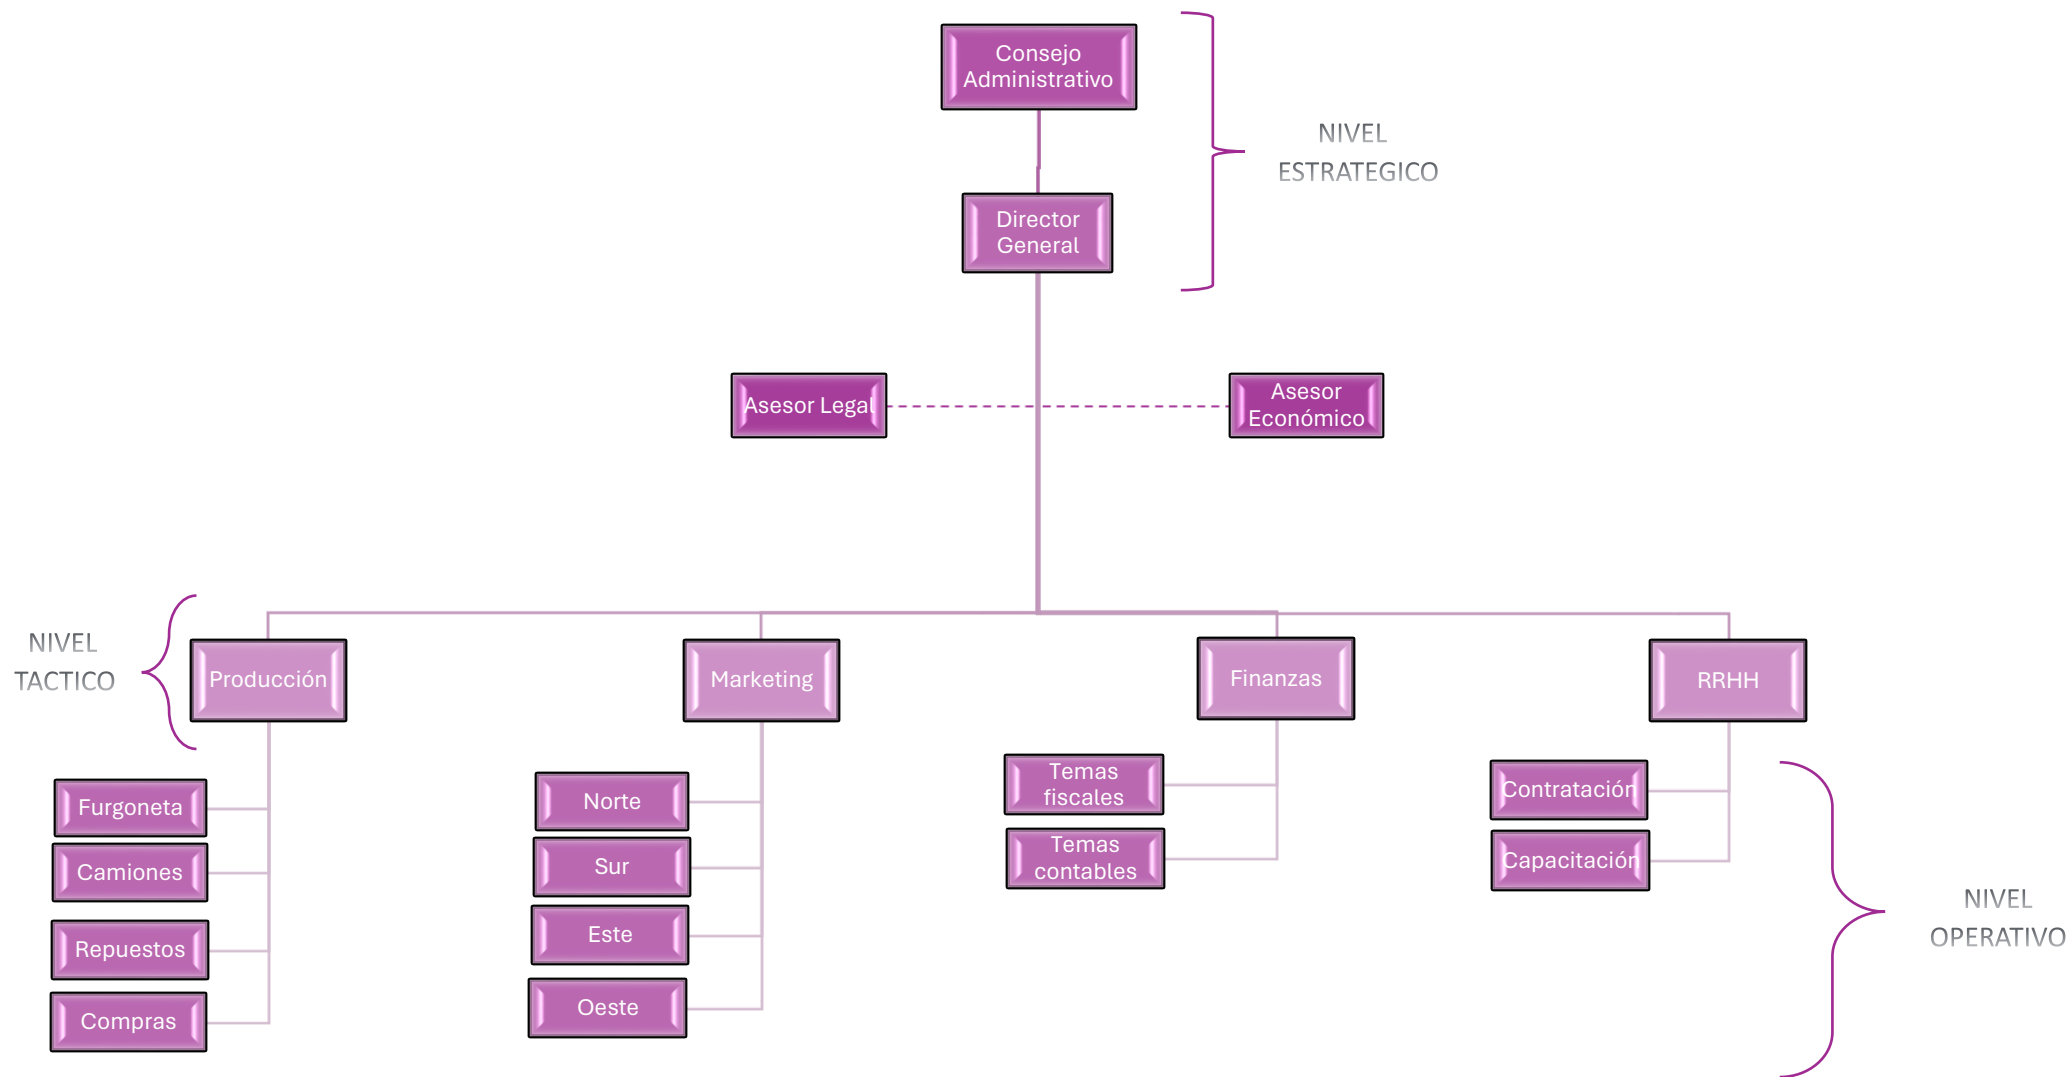 Consejo
Administrativo
NIVEL
ESTRATEGICO
Director
General
Asesor Legal
Asesor
Económico
NIVEL
TACTICO
Producción
Marketing
Finanzas
RRHH
Furgoneta
Camiones
Repuestos
Compras
Norte
Sur
Este
Oeste
Temas
fiscales
Temas
contables
Contratación
Capacitación
NIVEL
OPERATIVO